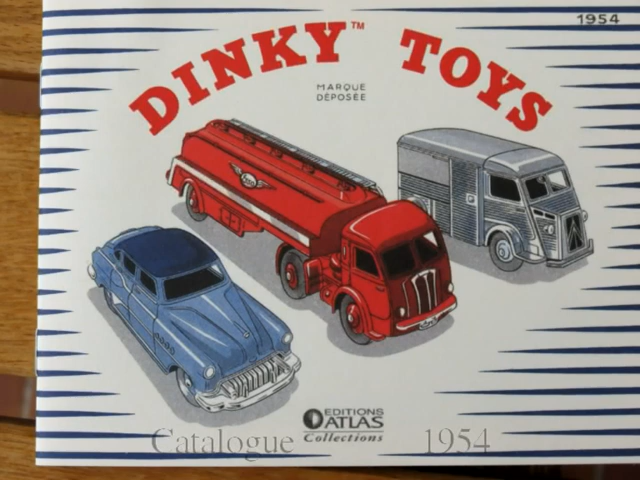 1954
DINKY™ TOYS
MARQUE
DÉPOSÉE
EDITIONS
ATLAS
Collections
Catalogue 1954